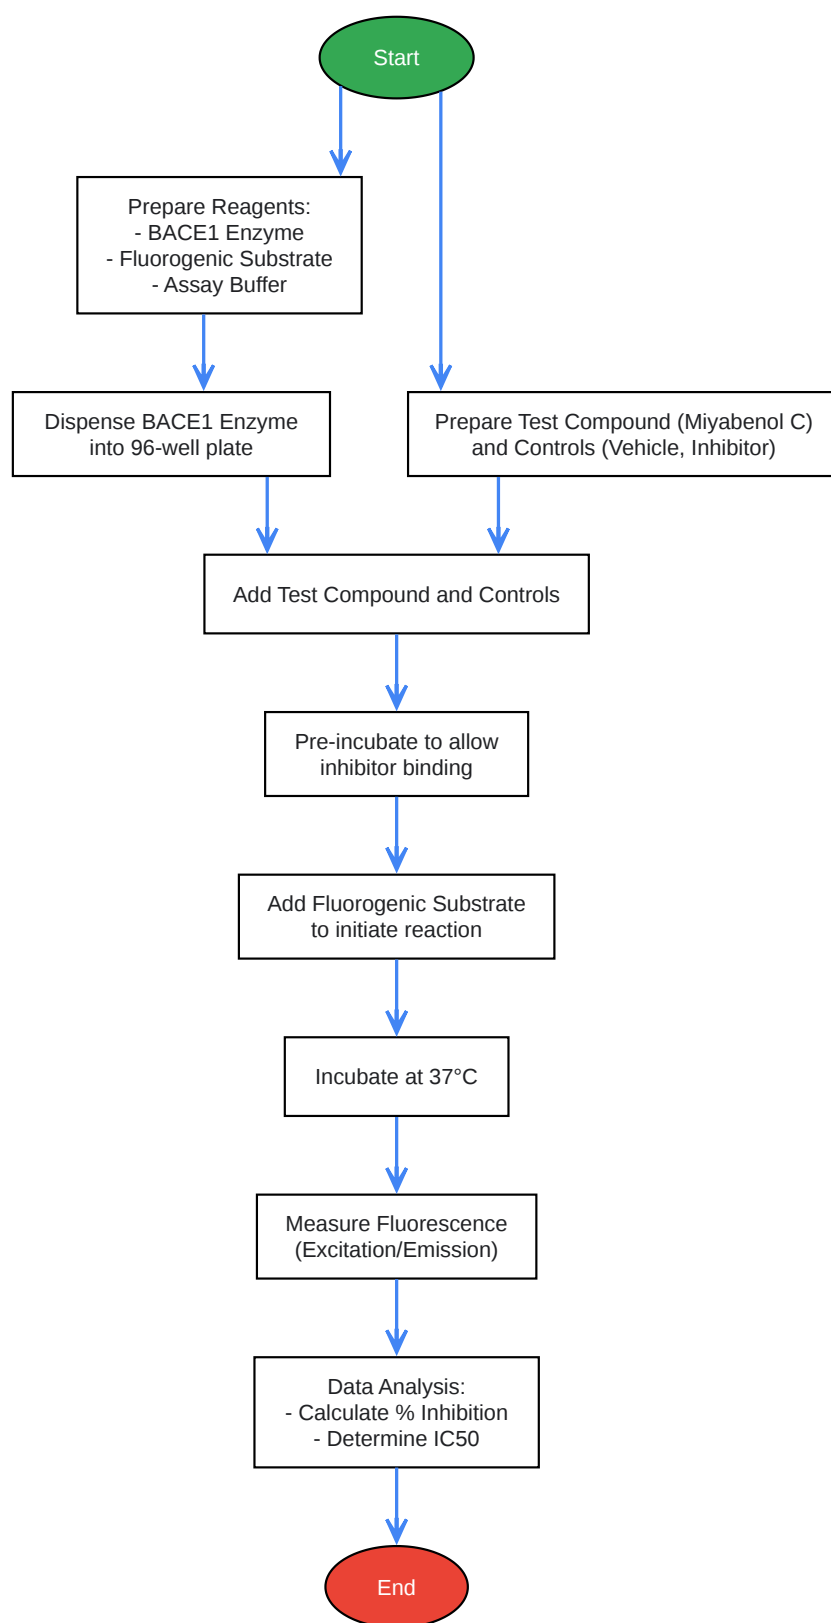 Start
Prepare Reagents:
- BACE1 Enzyme
- Fluorogenic Substrate
- Assay Buffer
Dispense BACE1 Enzyme
into 96-well plate
Prepare Test Compound (Miyabenol C)
and Controls (Vehicle, Inhibitor)
Add Test Compound and Controls
Pre-incubate to allow
inhibitor binding
Add Fluorogenic Substrate
to initiate reaction
Incubate at 37°C
Measure Fluorescence
(Excitation/Emission)
Data Analysis:
- Calculate % Inhibition
- Determine IC50
End